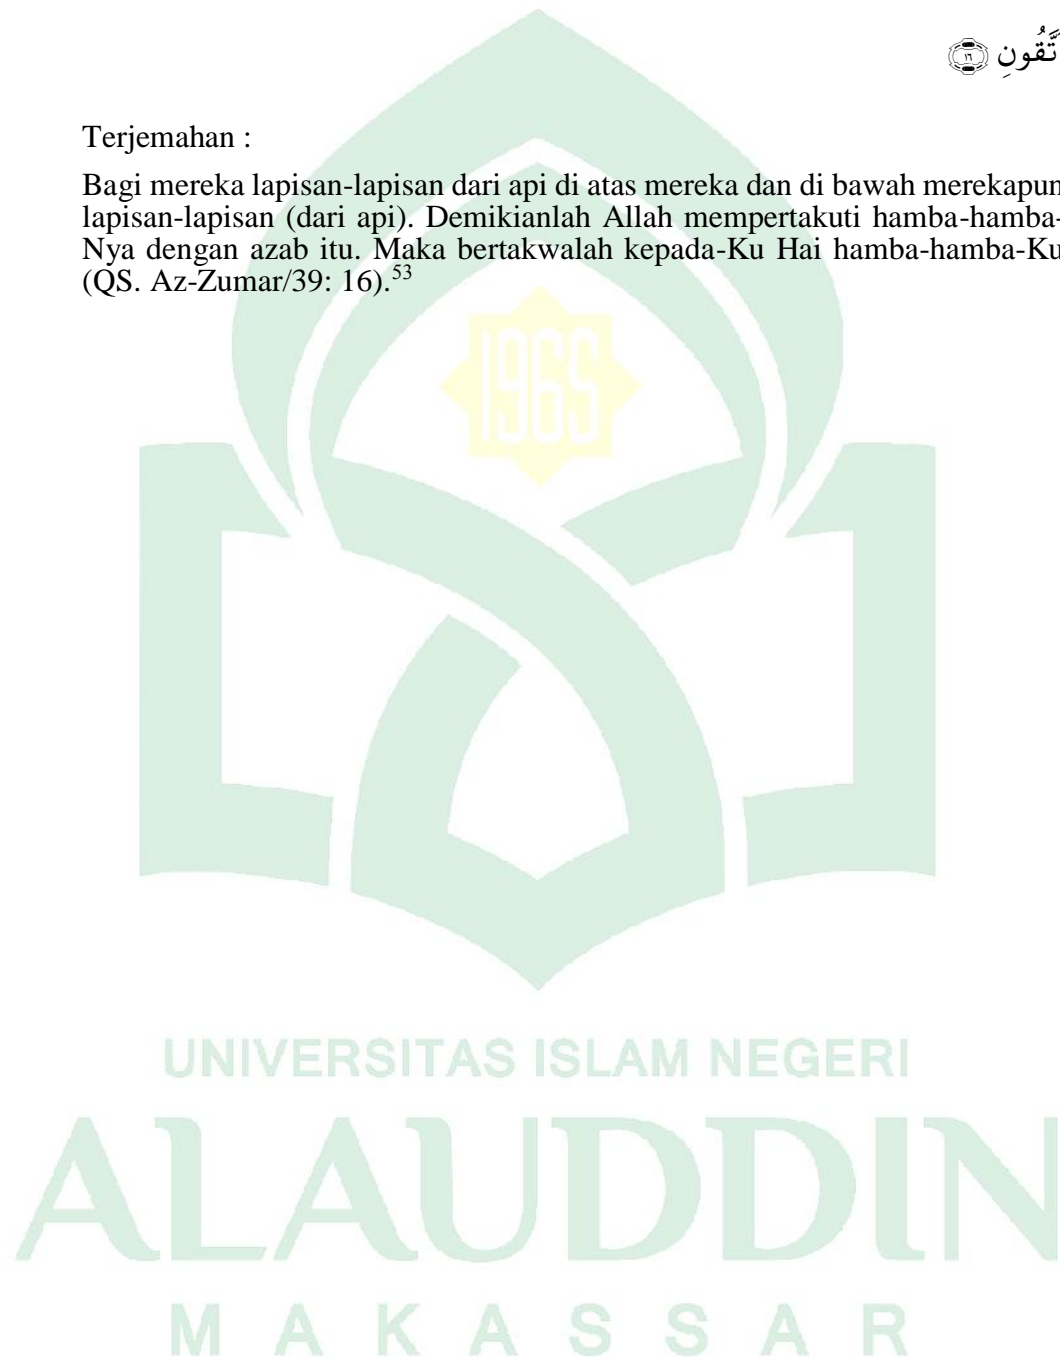 تَّقُونِ ١٦
Terjemahan :
Bagi mereka lapisan-lapisan dari api di atas mereka dan di bawah merekapun
lapisan-lapisan (dari api). Demikianlah Allah mempertakuti hamba-hamba-
Nya dengan azab itu. Maka bertakwalah kepada-Ku Hai hamba-hamba-Ku
(QS. Az-Zumar/39: 16).53
1965
UNIVERSITAS ISLAM NEGERI
ALAUDDIN
MAKASSAR